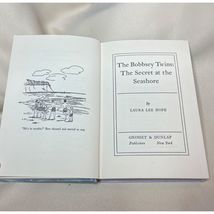 The Bobbsey Twins:
The Secret at the
Seashore
by
LAURA LEE HOPE
GROSSET & DUNLAP
Publishers New York